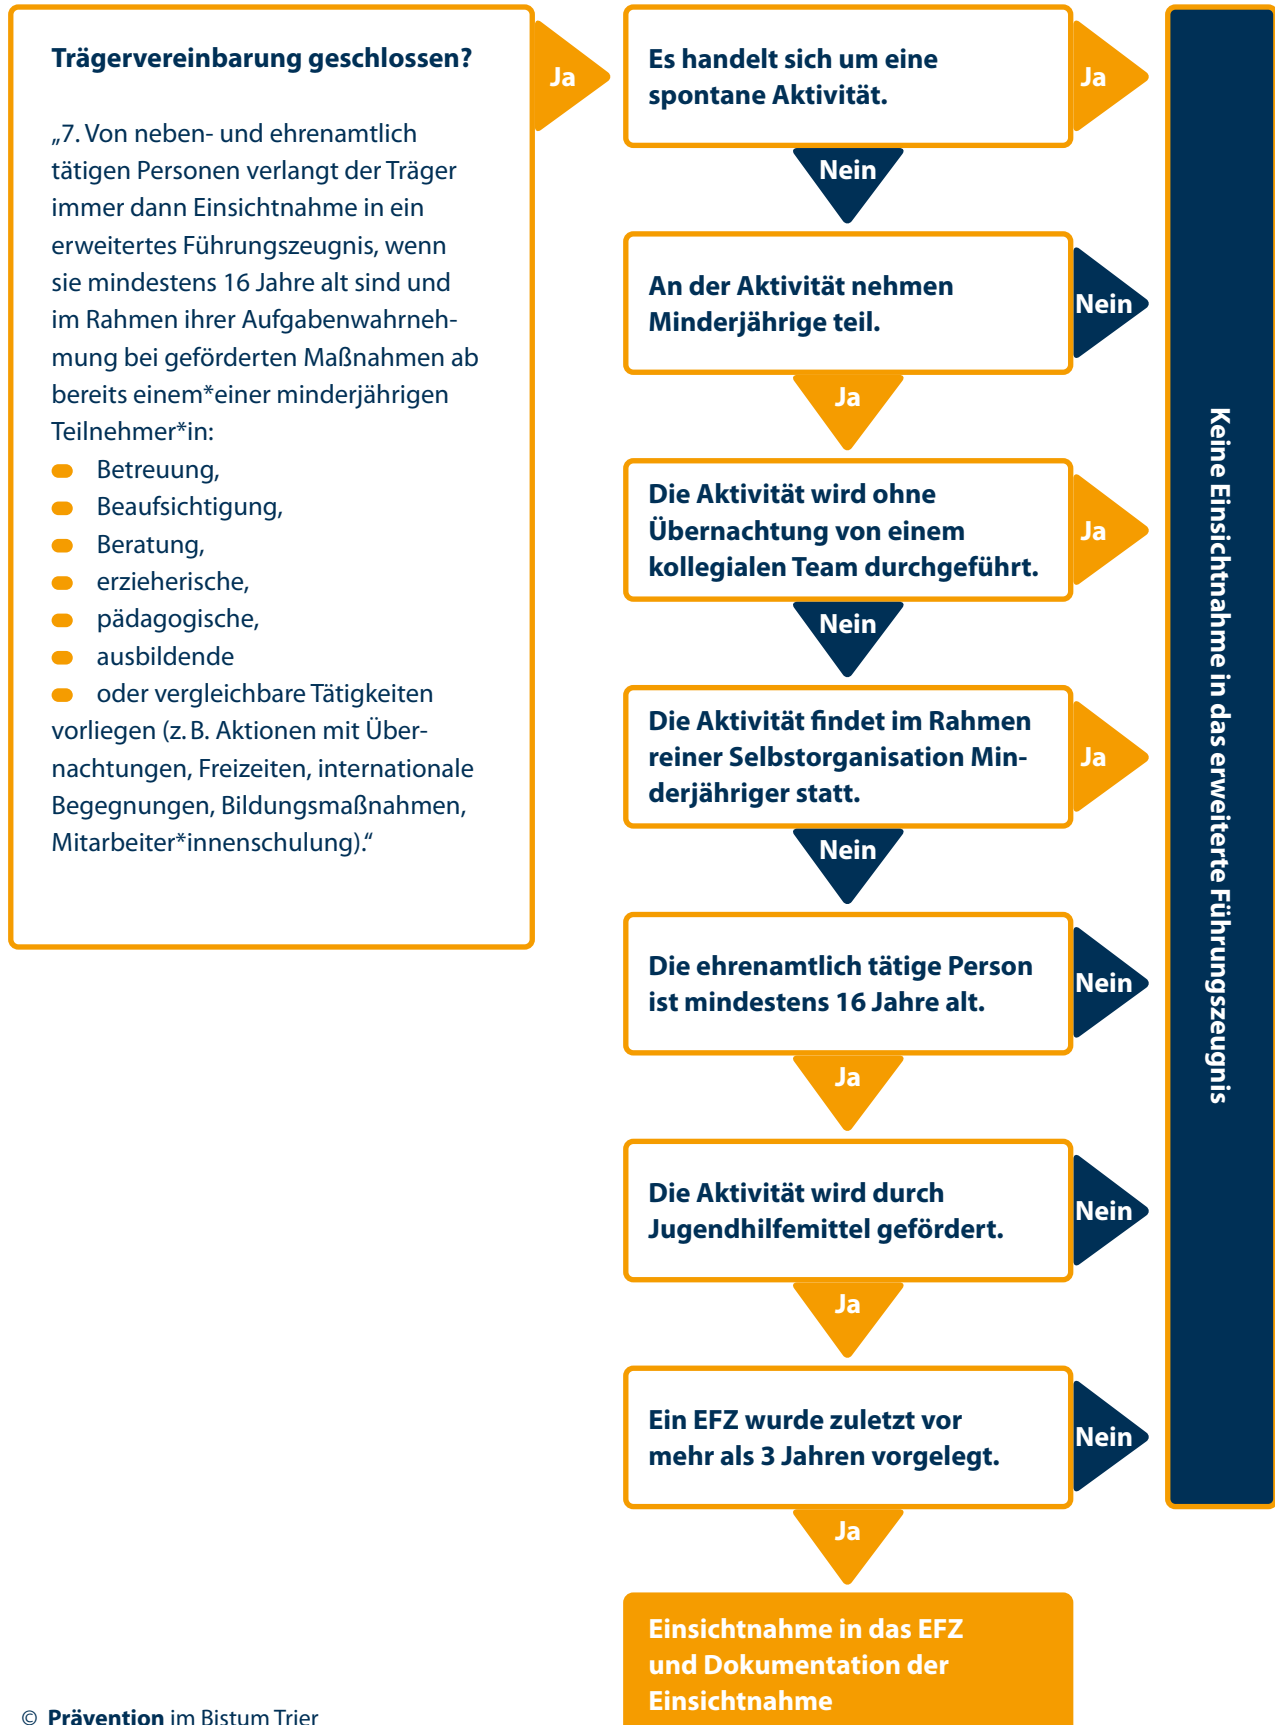 Trägervereinbarung geschlossen?
„7. Von neben- und ehrenamtlich
tätigen Personen verlangt der Träger
immer dann Einsichtnahme in ein
erweitertes Führungszeugnis, wenn
sie mindestens 16 Jahre alt sind und
im Rahmen ihrer Aufgabenwahrneh-
mung bei geförderten Maßnahmen ab
bereits einem*einer minderjährigen
Teilnehmer*in:
Betreuung,
Beaufsichtigung,
Beratung,
erzieherische,
pädagogische,
ausbildende
oder vergleichbare Tätigkeiten
vorliegen (z. B. Aktionen mit Über-
nachtungen, Freizeiten, internationale
Begegnungen, Bildungsmaßnahmen,
Mitarbeiter*innenschulung).“
Ja
Es handelt sich um eine
spontane Aktivität.
Ja
Nein
An der Aktivität nehmen
Minderjährige teil.
Nein
Ja
Die Aktivität wird ohne
Übernachtung von einem
kollegialen Team durchgeführt.
Ja
Nein
Die Aktivität findet im Rahmen
reiner Selbstorganisation Min-
derjähriger statt.
Ja
Nein
Die ehrenamtlich tätige Person
ist mindestens 16 Jahre alt.
Nein
Ja
Die Aktivität wird durch
Jugendhilfemittel gefördert.
Nein
Ja
Ein EFZ wurde zuletzt vor
mehr als 3 Jahren vorgelegt.
Nein
Ja
Einsichtnahme in das EFZ
und Dokumentation der
Einsichtnahme
Keine Einsichtnahme in das erweiterte Führungszeugnis
© Prävention im Bistum Trier